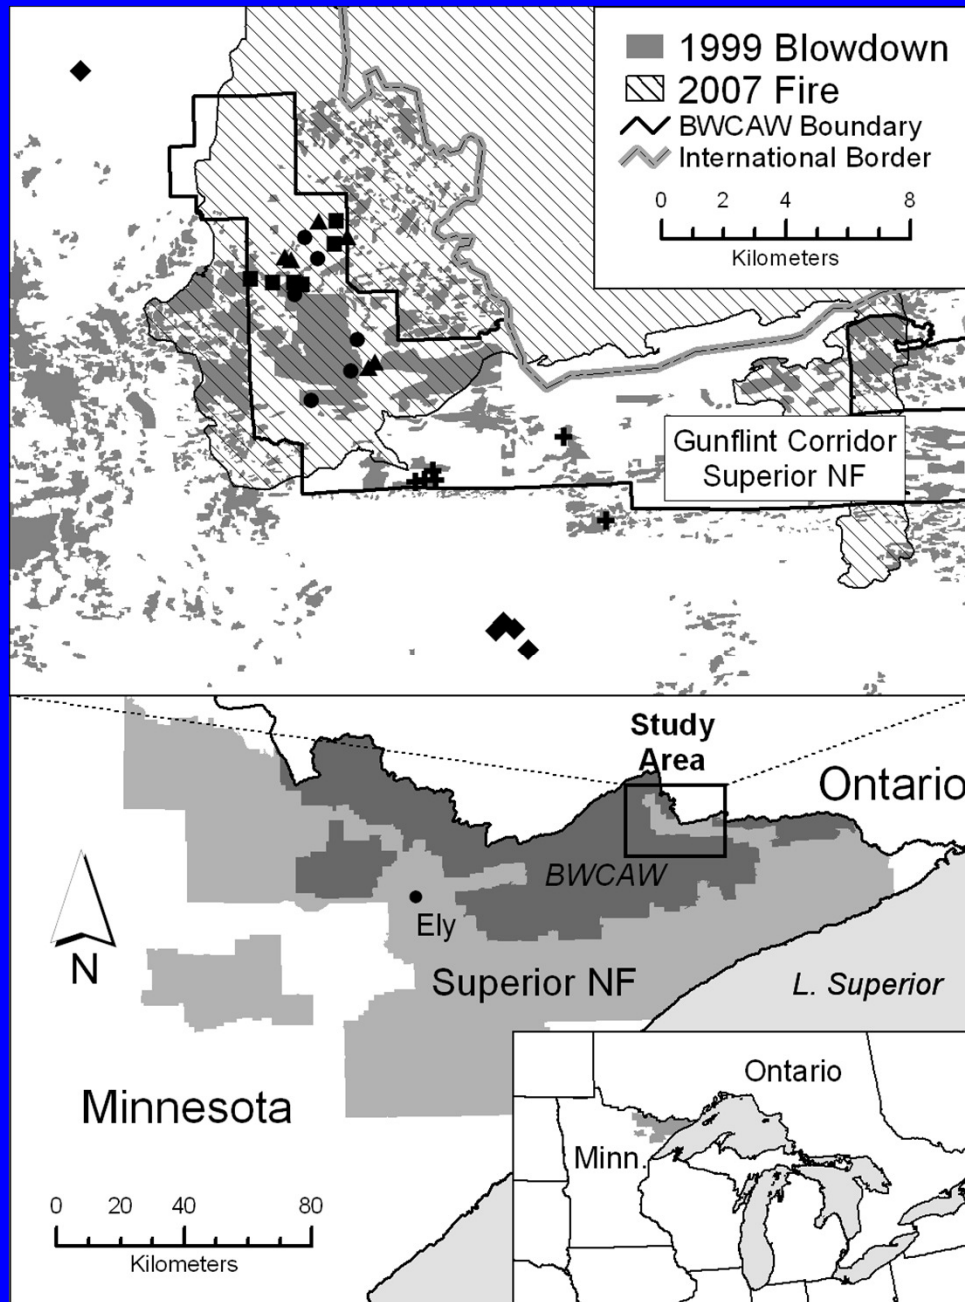 1999 Blowdown
2007 Fire
BWCAW Boundary
International Border
0 2 4 8
Kilometers
Gunflint Corridor
Superior NF
Study
Area
Ontario
BWCAW
Ely
N
Superior NF
L. Superior
Minnesota
0 20 40 80
Kilometers
Ontario
Minn.